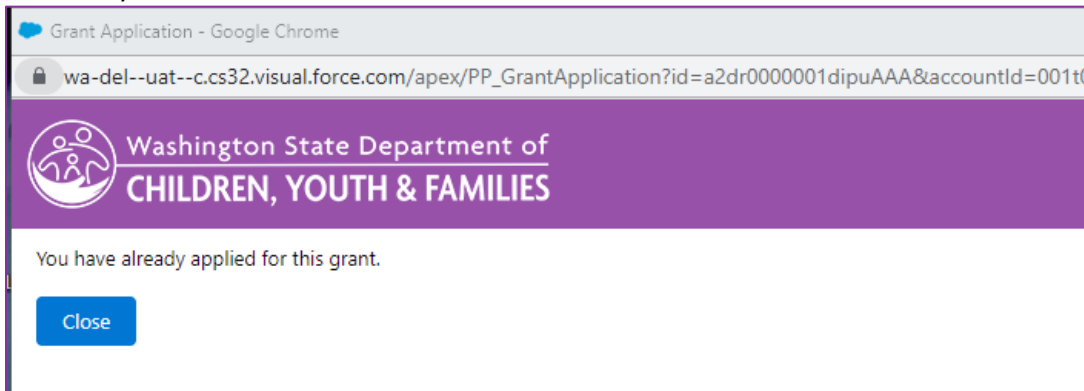 Grant Application - Google Chrome
wa-del--uat--c.cs32.visual.force.com/apex/PP_GrantApplication?id=a2dr0000001dipuAAA&accountId=001t0
Washington State Department of
CHILDREN, YOUTH & FAMILIES
You have already applied for this grant.
Close